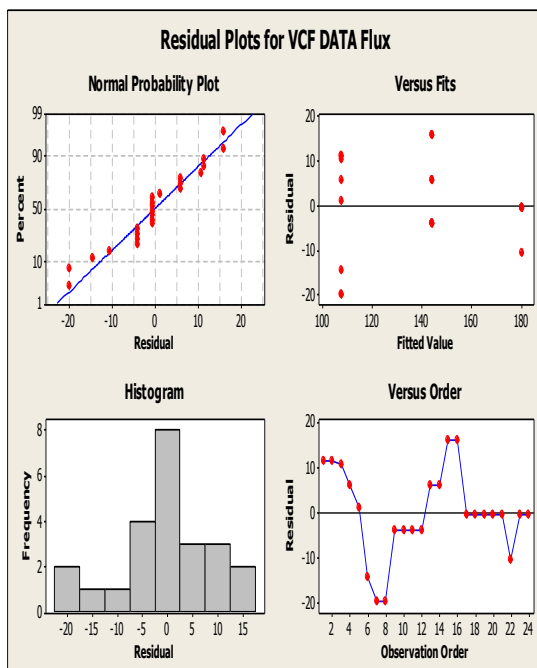 Residual Plots for VCF DATA Flux
Normal Probability Plot
99
90
50
10
1
Percent
-20 -10 0 10 20
Residual
Versus Fits
20
10
0
-10
-20
Residual
100 120 140 160 180
Fitted Value
Histogram
8
6
4
2
0
Frequency
-20 -15 -10 -5 0 5 10 15
Residual
Versus Order
20
10
0
-10
-20
Residual
2 4 6 8 10 12 14 16 18 20 22 24
Observation Order